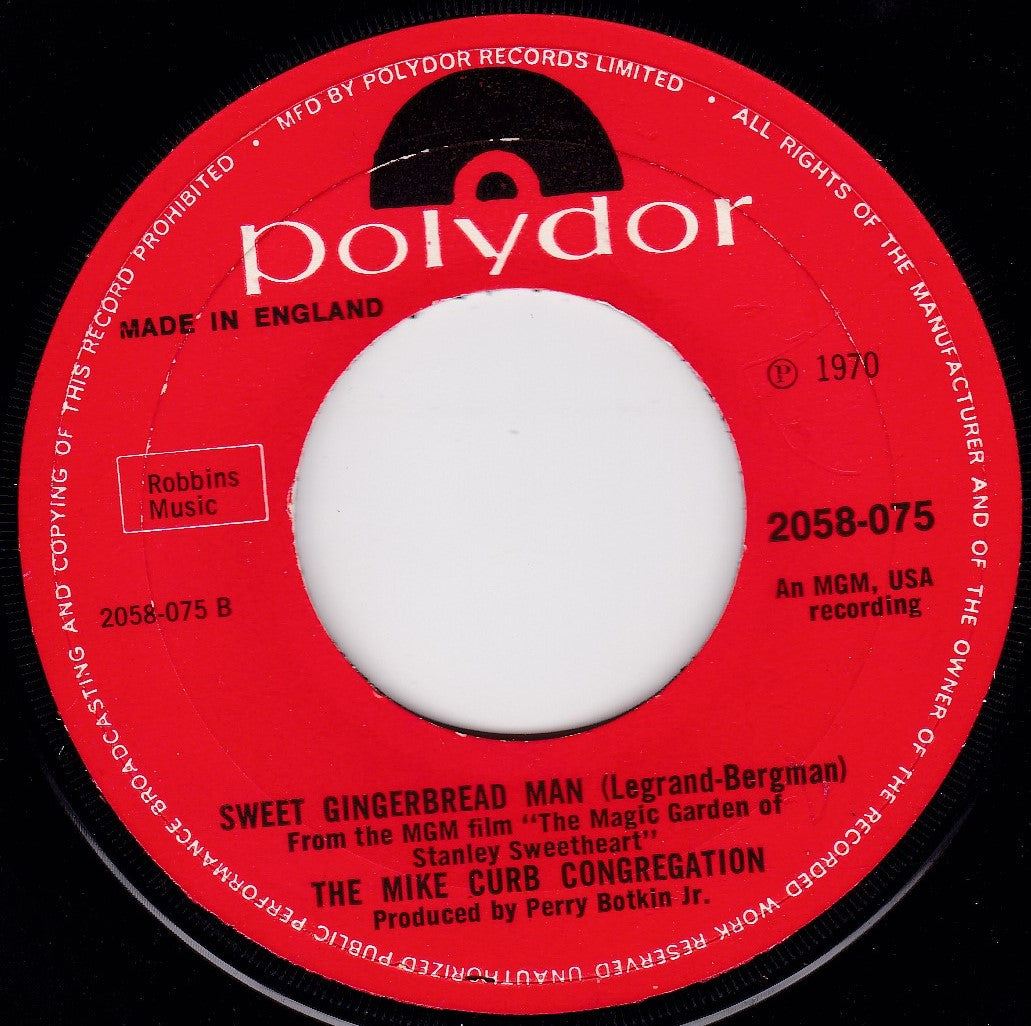 MFD BY POLYDOR RECORDS LIMITED • ALL RIGHTS OF THE MANUFACTURER AND OF THE OWNER OF THE RECORDED WORK RESERVED UNAUTHORIZED PUBLIC PERFORMANCE BROADCASTING AND COPYING OF THIS RECORD PROHIBITED •
polydor
MADE IN ENGLAND
℗ 1970
Robbins
Music
2058-075
An MGM, USA
recording
2058-075 B
SWEET GINGERBREAD MAN (Legrand-Bergman)
From the MGM film "The Magic Garden of
Stanley Sweetheart"
THE MIKE CURB CONGREGATION
Produced by Perry Botkin Jr.